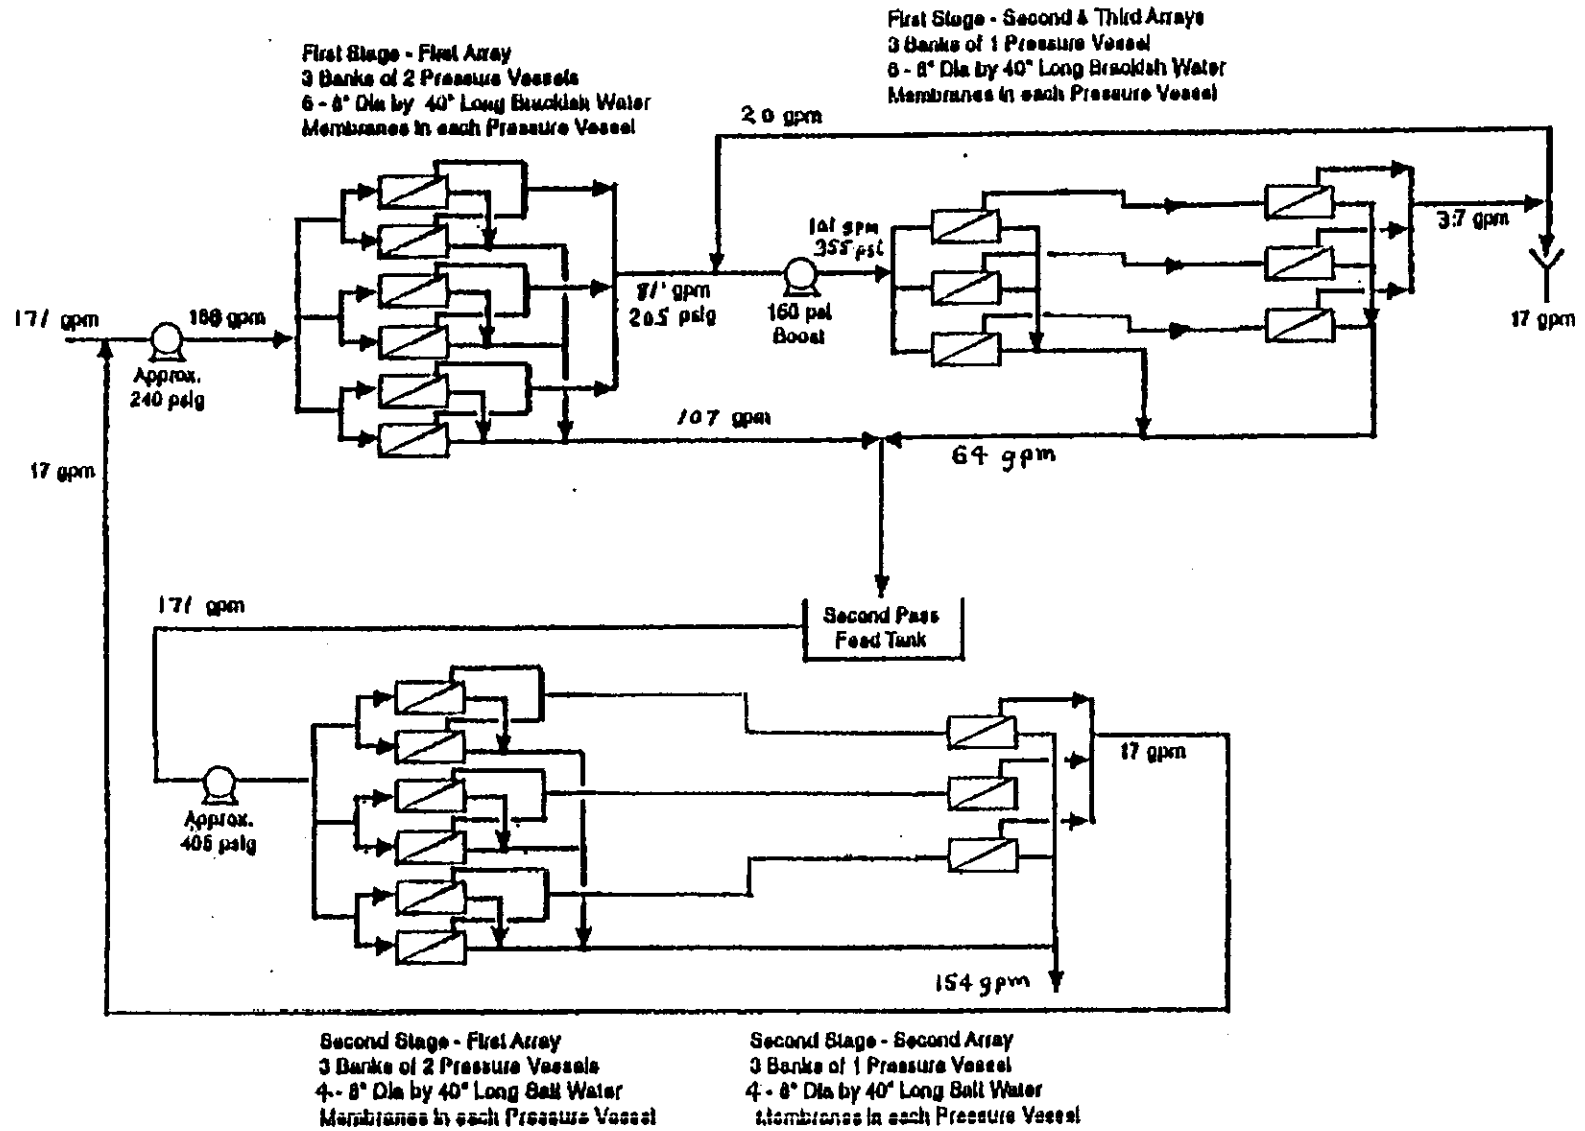 First Stage - First Array
3 Banks of 2 Pressure Vessels
6 - 8" Dia by 40" Long Brackish Water
Membranes in each Pressure Vessel
First Stage - Second & Third Arrays
3 Banks of 1 Pressure Vessel
6 - 8" Dia by 40" Long Brackish Water
Membranes in each Pressure Vessel
20 gpm
101 gpm
355 psi
37 gpm
171 gpm
188 gpm
Approx.
240 psig
81 gpm
205 psig
160 psi
Boost
17 gpm
107 gpm
64 gpm
17 gpm
171 gpm
Second Pass
Feed Tank
Approx.
405 psig
17 gpm
154 gpm
Second Stage - First Array
3 Banks of 2 Pressure Vessels
4 - 8" Dia by 40" Long Salt Water
Membranes in each Pressure Vessel
Second Stage - Second Array
3 Banks of 1 Pressure Vessel
4 - 8" Dia by 40" Long Salt Water
Membranes in each Pressure Vessel